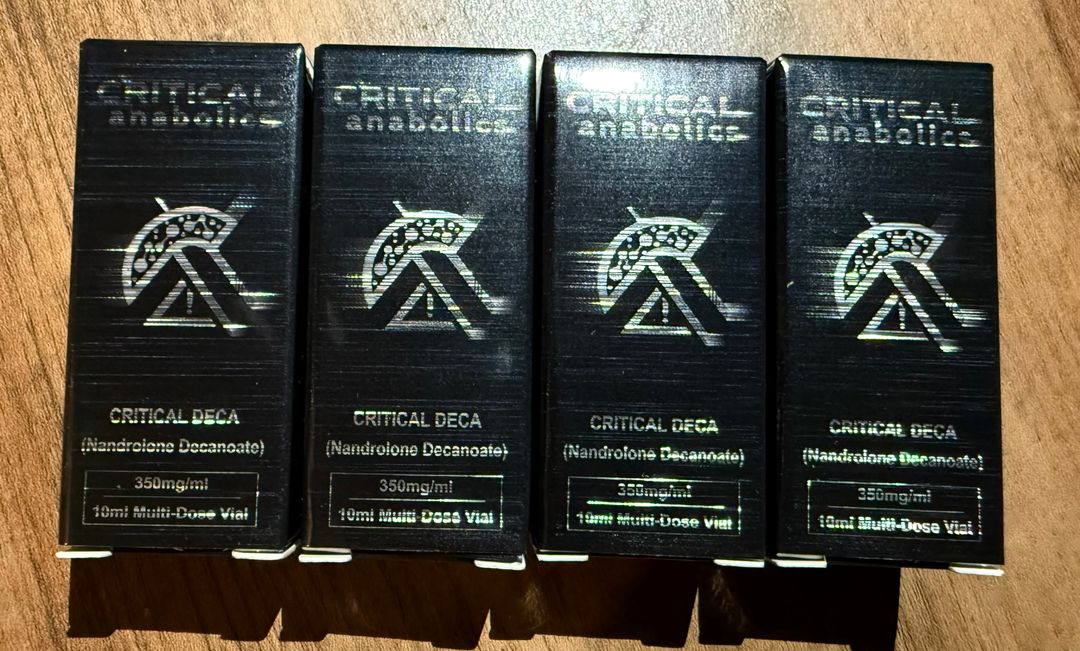 CRITICAL
anabolics
CRITICAL DECA
(Nandrolone Decanoate)
350mg/ml
10ml Multi-Dose Vial
CRITICAL
anabolics
CRITICAL DECA
(Nandrolone Decanoate)
350mg/ml
10ml Multi-Dose Vial
CRITICAL
anabolics
CRITICAL DECA
(Nandrolone Decanoate)
350mg/ml
10ml Multi-Dose Vial
CRITICAL
anabolics
CRITICAL DECA
(Nandrolone Decanoate)
350mg/ml
10ml Multi-Dose Vial